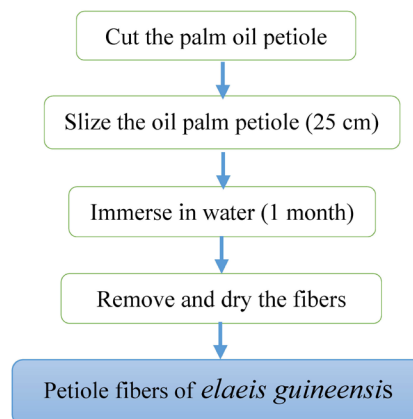 Cut the palm oil petiole
Slize the oil palm petiole (25 cm)
Immerse in water (1 month)
Remove and dry the fibers
Petiole fibers of elaeis guineensis